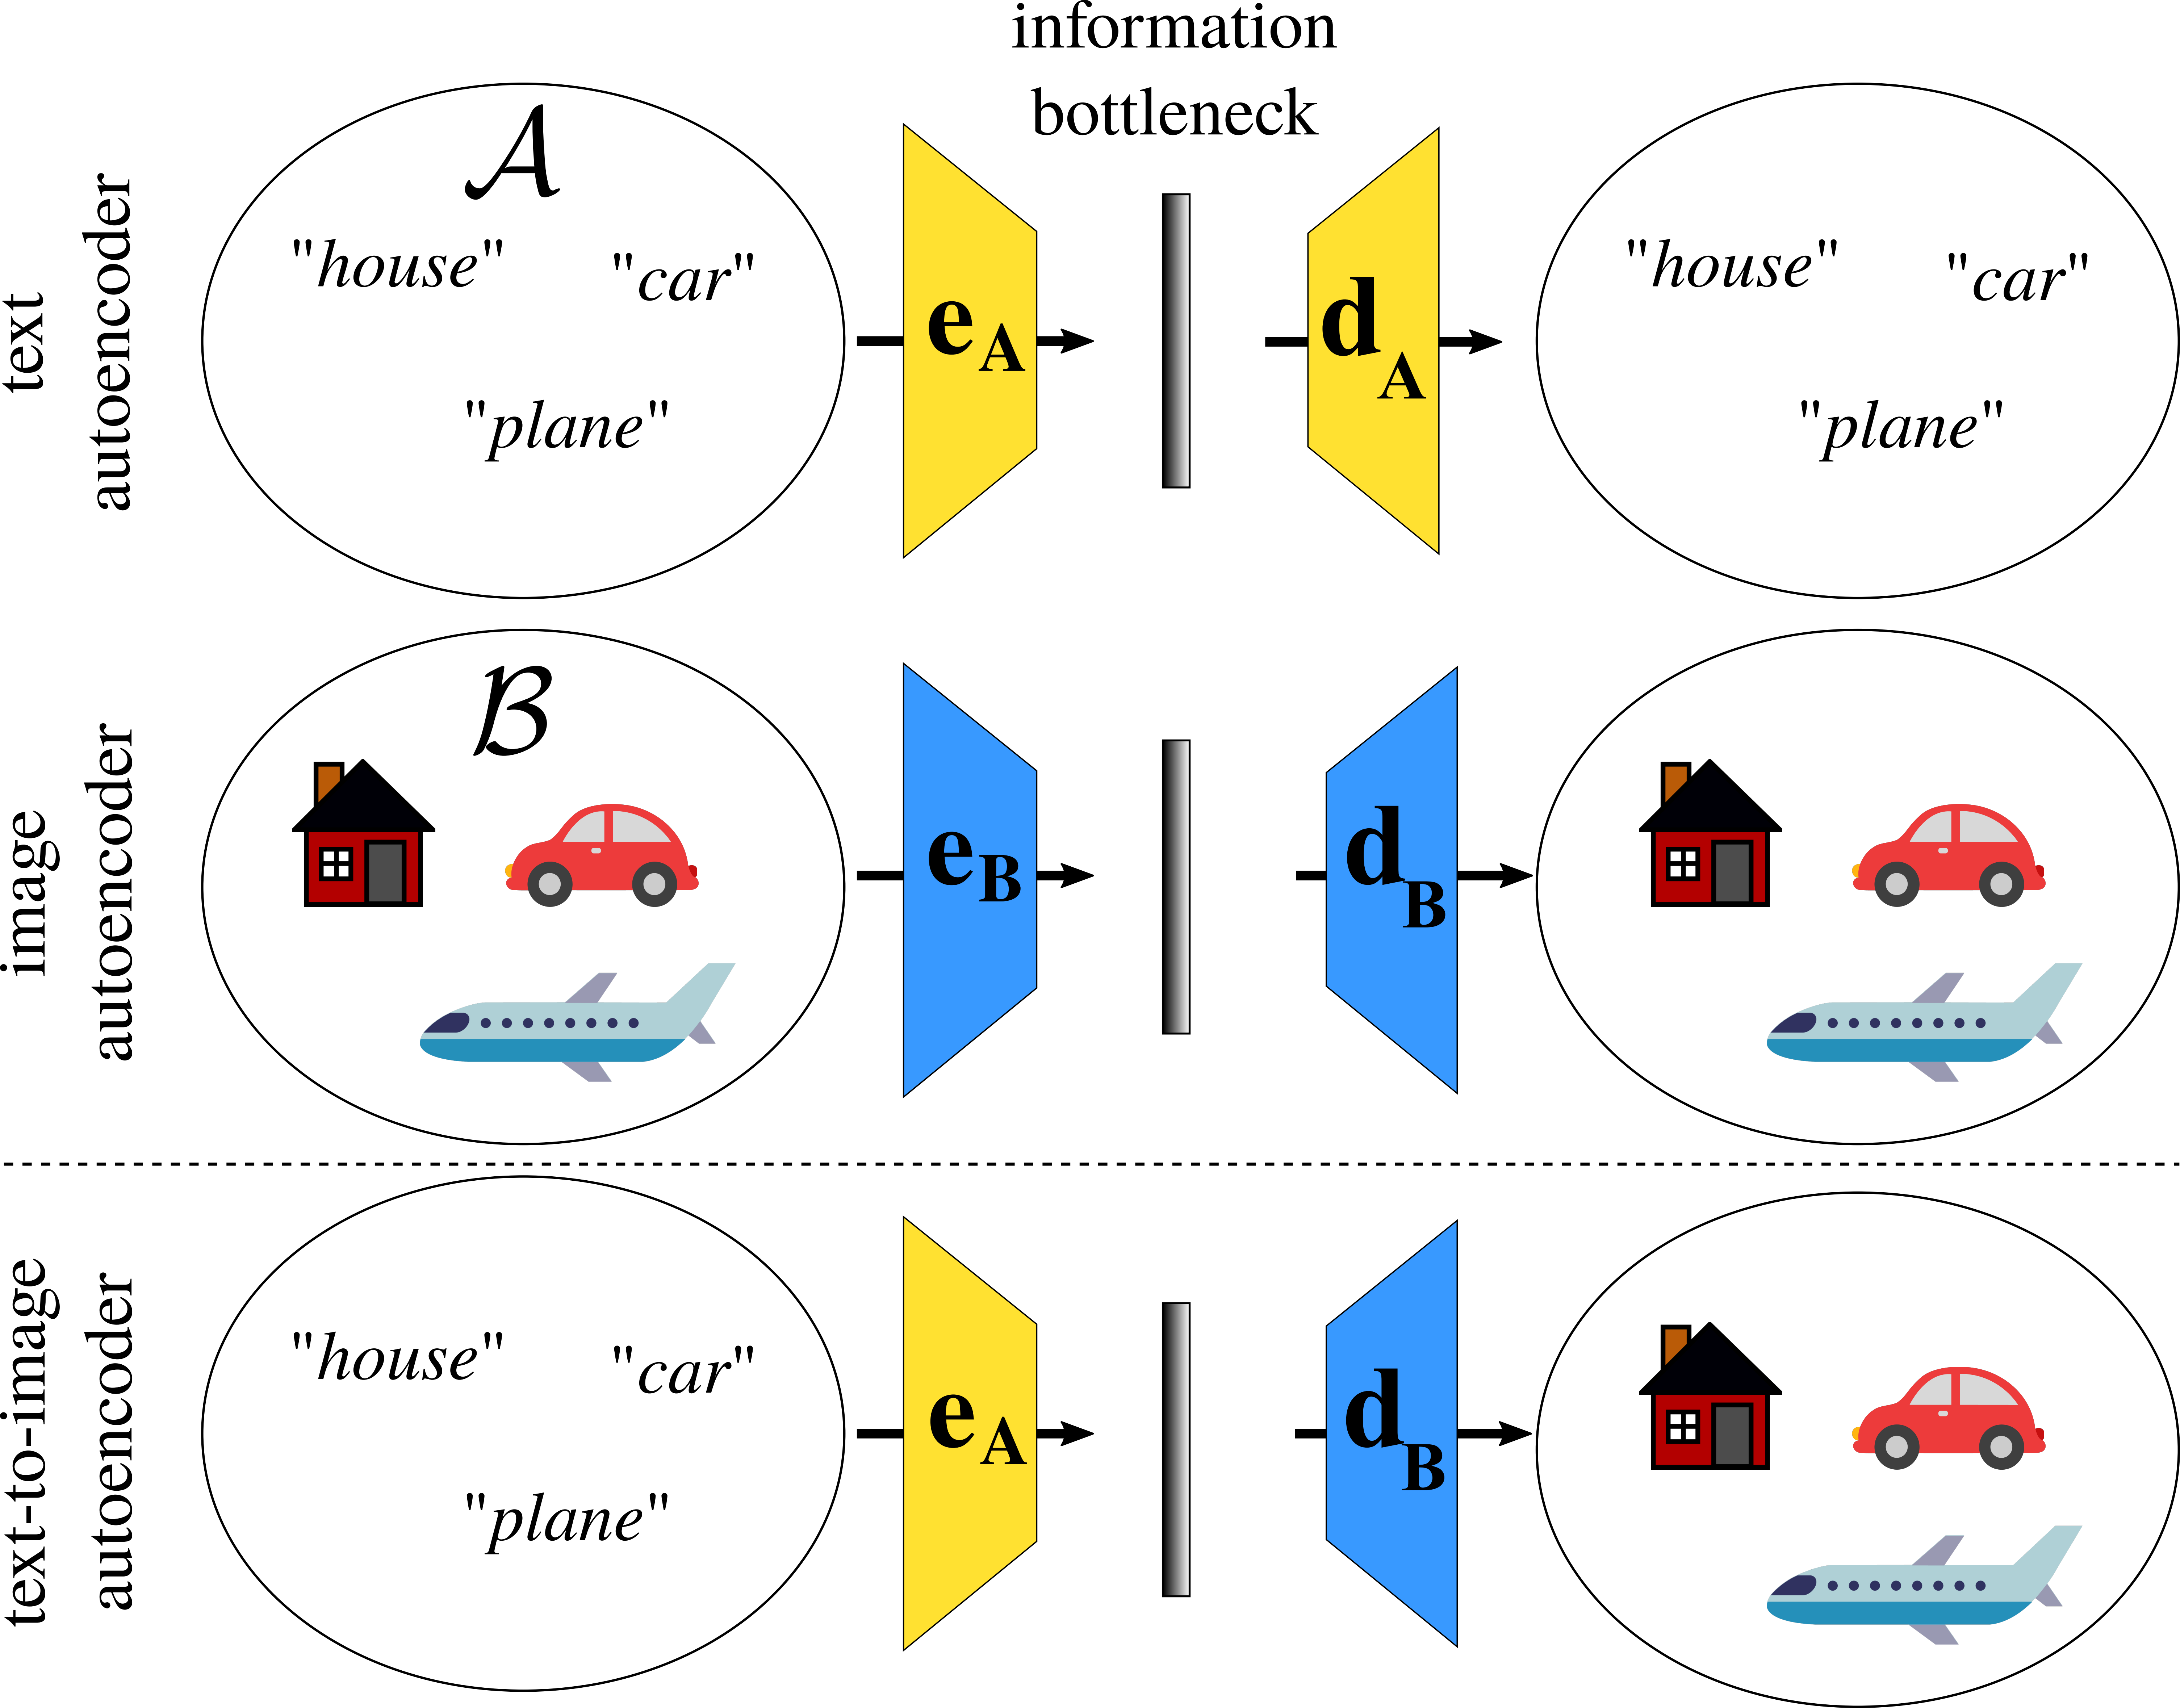 information
bottleneck
text
autoencoder
𝒜
"house"
"car"
"plane"
eA
dA
"house"
"car"
"plane"
image
autoencoder
ℬ
eB
dB
text-to-image
autoencoder
"house"
"car"
"plane"
eA
dB